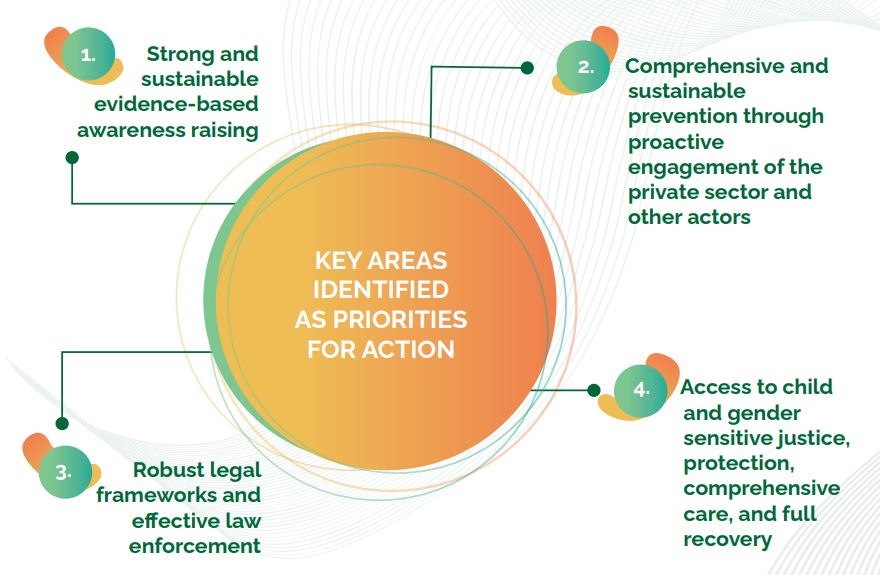 1.
Strong and
sustainable
evidence-based
awareness raising
2.
Comprehensive and
sustainable
prevention through
proactive
engagement of the
private sector and
other actors
KEY AREAS
IDENTIFIED
AS PRIORITIES
FOR ACTION
3.
Robust legal
frameworks and
effective law
enforcement
4.
Access to child
and gender
sensitive justice,
protection,
comprehensive
care, and full
recovery